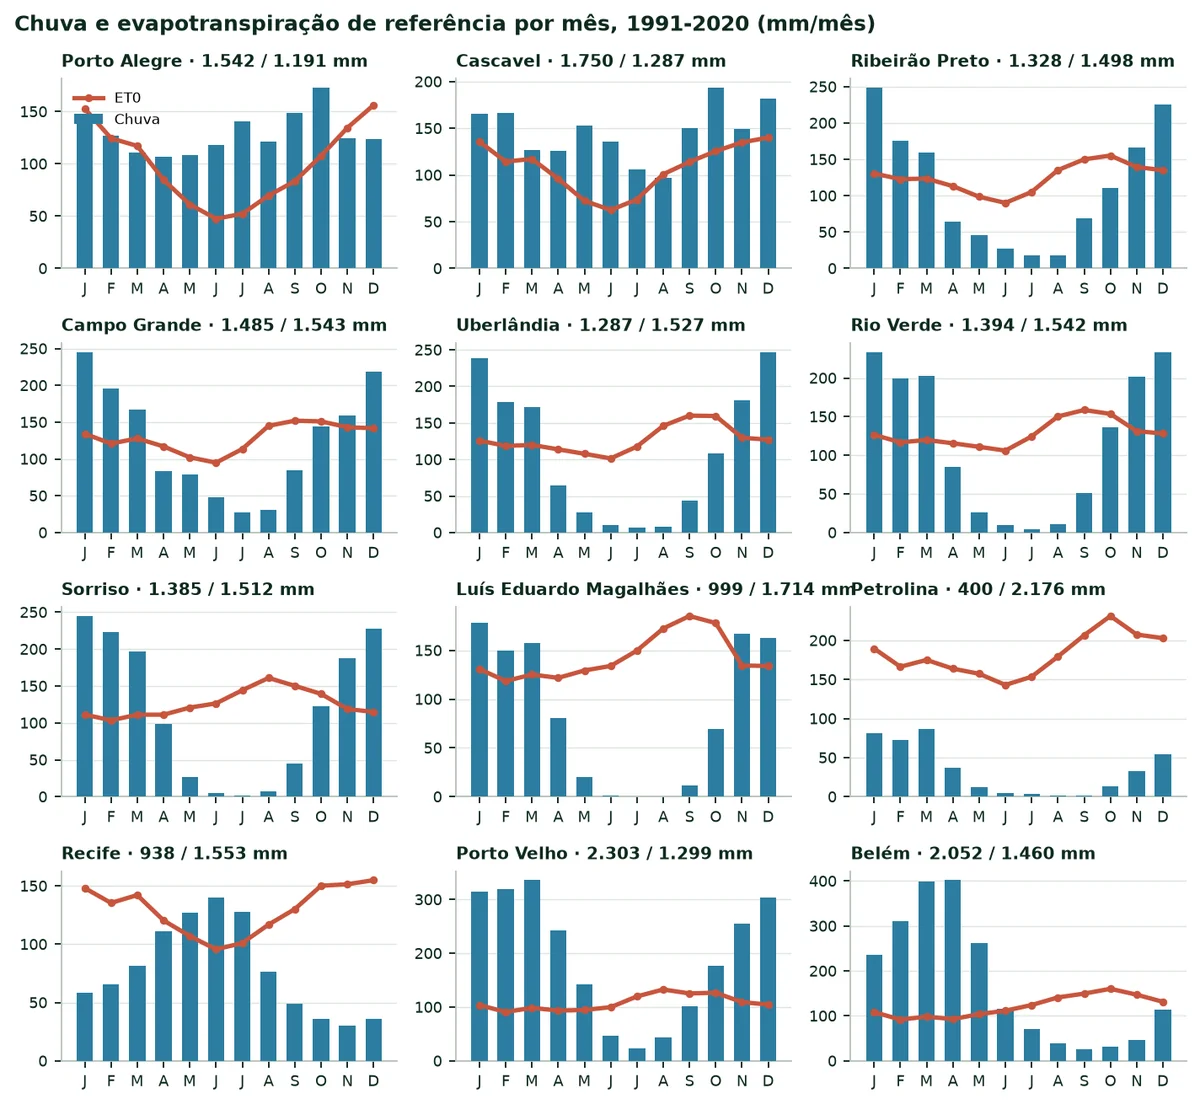 Chuva e evapotranspiração de referência por mês, 1991-2020 (mm/mês)
Porto Alegre · 1.542 / 1.191 mm
ET0
Chuva
150
100
50
0
J F M A M J J A S O N D
Cascavel · 1.750 / 1.287 mm
200
150
100
50
0
J F M A M J J A S O N D
Ribeirão Preto · 1.328 / 1.498 mm
250
200
150
100
50
0
J F M A M J J A S O N D
Campo Grande · 1.485 / 1.543 mm
250
200
150
100
50
0
J F M A M J J A S O N D
Uberlândia · 1.287 / 1.527 mm
250
200
150
100
50
0
J F M A M J J A S O N D
Rio Verde · 1.394 / 1.542 mm
200
150
100
50
0
J F M A M J J A S O N D
Sorriso · 1.385 / 1.512 mm
250
200
150
100
50
0
J F M A M J J A S O N D
Luís Eduardo Magalhães · 999 / 1.714 mm
150
100
50
0
J F M A M J J A S O N D
Petrolina · 400 / 2.176 mm
200
150
100
50
0
J F M A M J J A S O N D
Recife · 938 / 1.553 mm
150
100
50
0
J F M A M J J A S O N D
Porto Velho · 2.303 / 1.299 mm
300
200
100
0
J F M A M J J A S O N D
Belém · 2.052 / 1.460 mm
400
300
200
100
0
J F M A M J J A S O N D